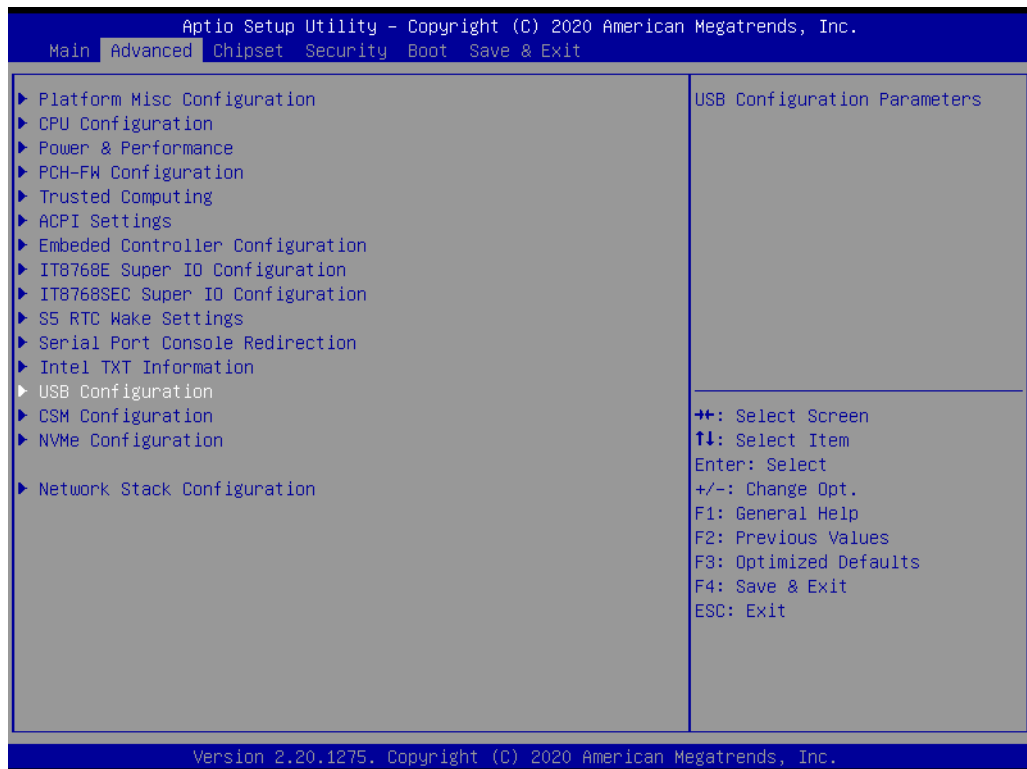 Aptio Setup Utility – Copyright (C) 2020 American Megatrends, Inc.
Main Advanced Chipset Security Boot Save & Exit
Platform Misc Configuration
CPU Configuration
Power & Performance
PCH-FW Configuration
Trusted Computing
ACPI Settings
Embeded Controller Configuration
IT8768E Super IO Configuration
IT8768SEC Super IO Configuration
S5 RTC Wake Settings
Serial Port Console Redirection
Intel TXT Information
USB Configuration
CSM Configuration
NVMe Configuration
Network Stack Configuration
USB Configuration Parameters
→←: Select Screen
↑↓: Select Item
Enter: Select
+/-: Change Opt.
F1: General Help
F2: Previous Values
F3: Optimized Defaults
F4: Save & Exit
ESC: Exit
Version 2.20.1275. Copyright (C) 2020 American Megatrends, Inc.